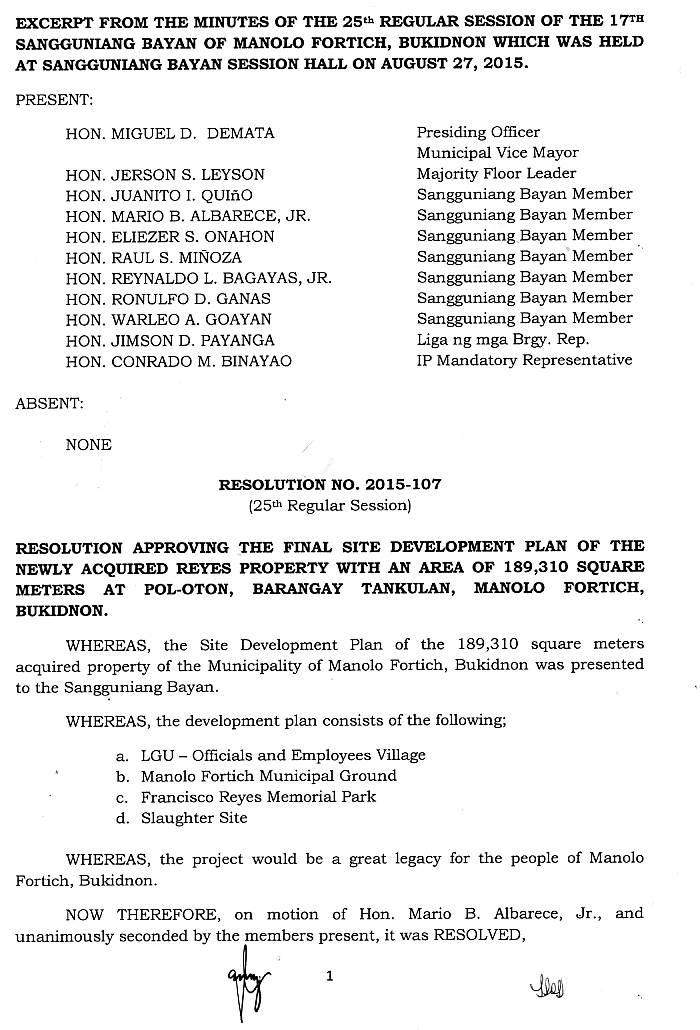 EXCERPT FROM THE MINUTES OF THE 25th REGULAR SESSION OF THE 17TH
SANGGUNIANG BAYAN OF MANOLO FORTICH, BUKIDNON WHICH WAS HELD
AT SANGGUNIANG BAYAN SESSION HALL ON AUGUST 27, 2015.
PRESENT:
HON. MIGUEL D. DEMATA Presiding Officer
Municipal Vice Mayor
HON. JERSON S. LEYSON Majority Floor Leader
HON. JUANITO I. QUIñO Sangguniang Bayan Member
HON. MARIO B. ALBARECE, JR. Sangguniang Bayan Member
HON. ELIEZER S. ONAHON Sangguniang Bayan Member
HON. RAUL S. MIÑOZA Sangguniang Bayan Member
HON. REYNALDO L. BAGAYAS, JR. Sangguniang Bayan Member
HON. RONULFO D. GANAS Sangguniang Bayan Member
HON. WARLEO A. GOAYAN Sangguniang Bayan Member
HON. JIMSON D. PAYANGA Liga ng mga Brgy. Rep.
HON. CONRADO M. BINAYAO IP Mandatory Representative
ABSENT:
NONE
RESOLUTION NO. 2015-107
(25th Regular Session)
RESOLUTION APPROVING THE FINAL SITE DEVELOPMENT PLAN OF THE
NEWLY ACQUIRED REYES PROPERTY WITH AN AREA OF 189,310 SQUARE
METERS AT POL-OTON, BARANGAY TANKULAN, MANOLO FORTICH,
BUKIDNON.
WHEREAS, the Site Development Plan of the 189,310 square meters
acquired property of the Municipality of Manolo Fortich, Bukidnon was presented
to the Sangguniang Bayan.
WHEREAS, the development plan consists of the following;
a. LGU – Officials and Employees Village
b. Manolo Fortich Municipal Ground
c. Francisco Reyes Memorial Park
d. Slaughter Site
WHEREAS, the project would be a great legacy for the people of Manolo
Fortich, Bukidnon.
NOW THEREFORE, on motion of Hon. Mario B. Albarece, Jr., and
unanimously seconded by the members present, it was RESOLVED,
1